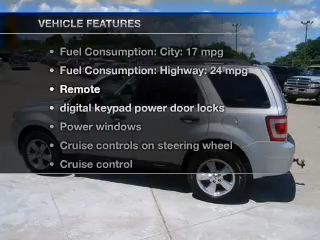 VEHICLE FEATURES
• Fuel Consumption: City: 17 mpg
• Fuel Consumption: Highway: 24 mpg
• Remote
• digital keypad power door locks
• Power windows
• Cruise controls on steering wheel
• Cruise control